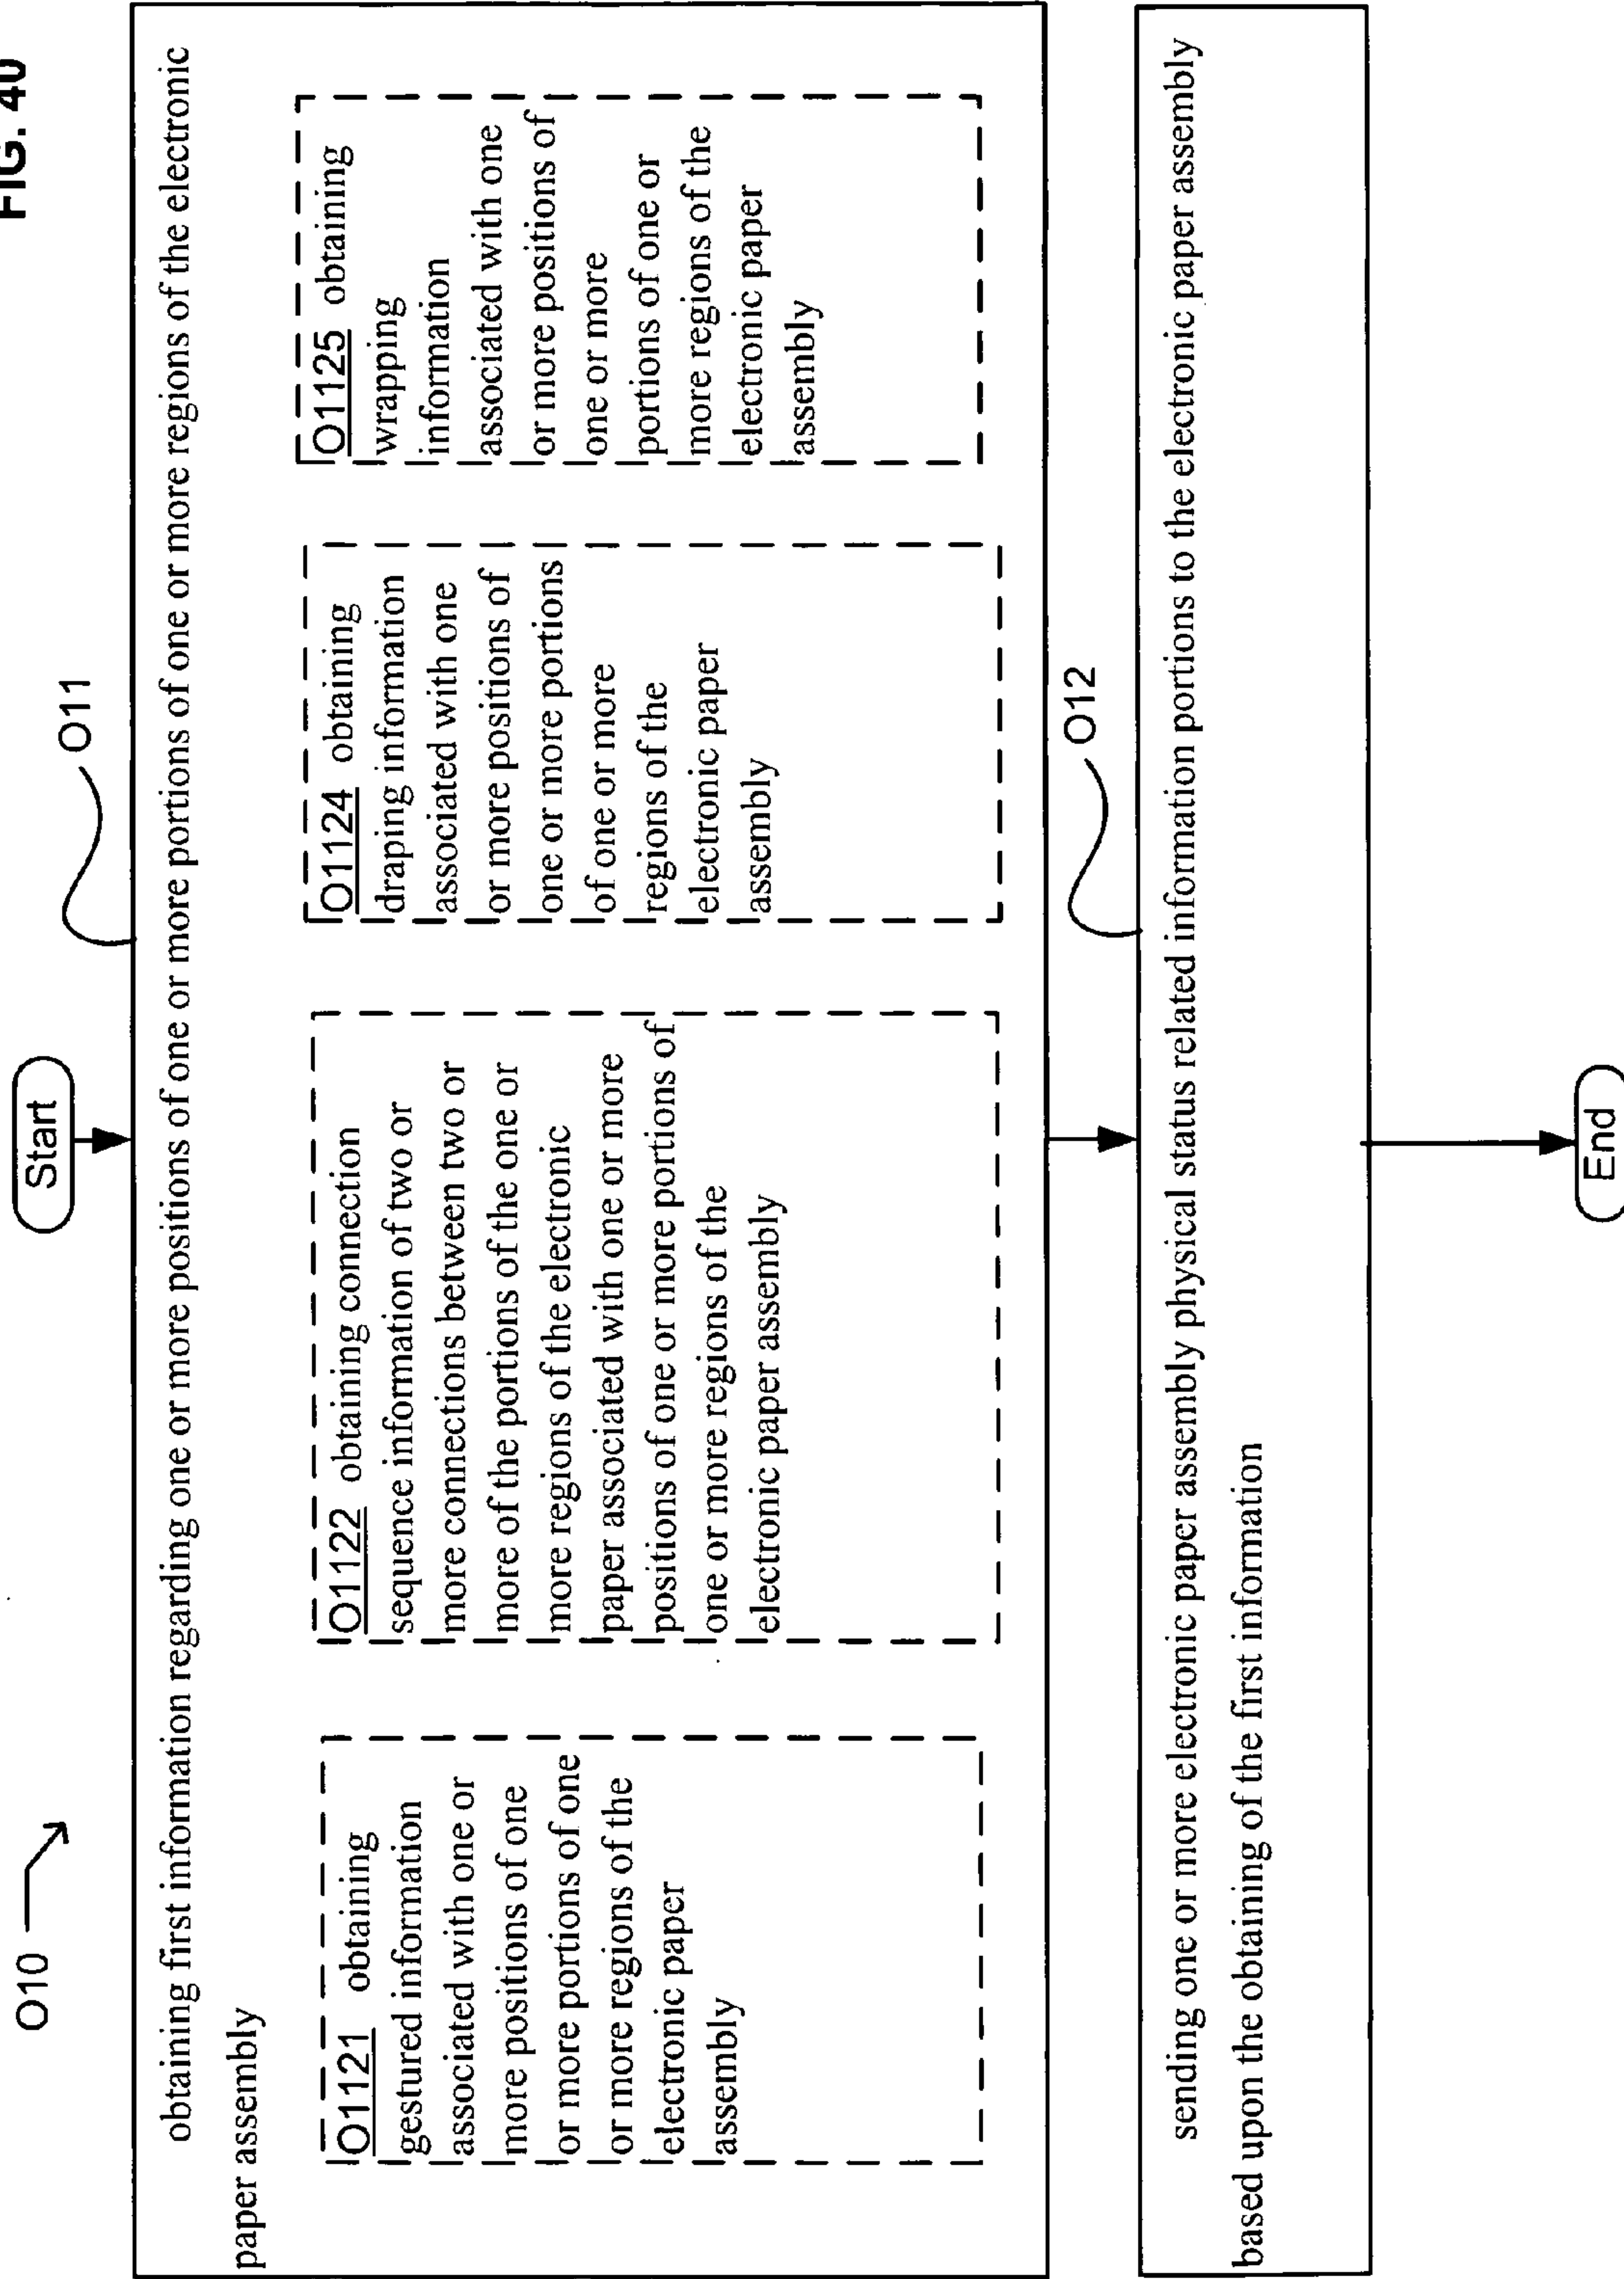 FIG. 40
O10
Start
O11
obtaining first information regarding one or more positions of one or more portions of one or more regions of the electronic
paper assembly
O1121 obtaining
gestured information
associated with one or
more positions of one
or more portions of one
or more regions of the
electronic paper
assembly
O1122 obtaining connection
sequence information of two or
more connections between two or
more of the portions of the one or
more regions of the electronic
paper associated with one or more
positions of one or more portions of
one or more regions of the
electronic paper assembly
O1124 obtaining
draping information
associated with one
or more positions of
one or more portions
of one or more
regions of the
electronic paper
assembly
O1125 obtaining
wrapping
information
associated with one
or more positions of
one or more
portions of one or
more regions of the
electronic paper
assembly
O12
sending one or more electronic paper assembly physical status related information portions to the electronic paper assembly
based upon the obtaining of the first information
End